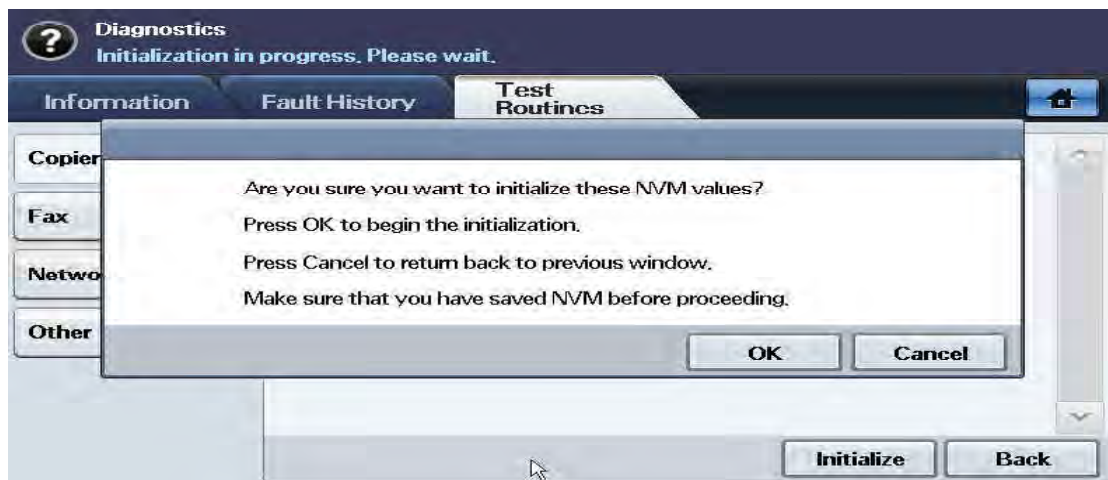 ?
Diagnostics
Initialization in progress. Please wait.
Information
Fault History
Test
Routines
Copier
Are you sure you want to initialize these NVM values?
Fax
Press OK to begin the initialization.
Netwo
Press Cancel to return back to previous window.
Make sure that you have saved NVM before proceeding.
Other
OK
Cancel
Initialize
Back